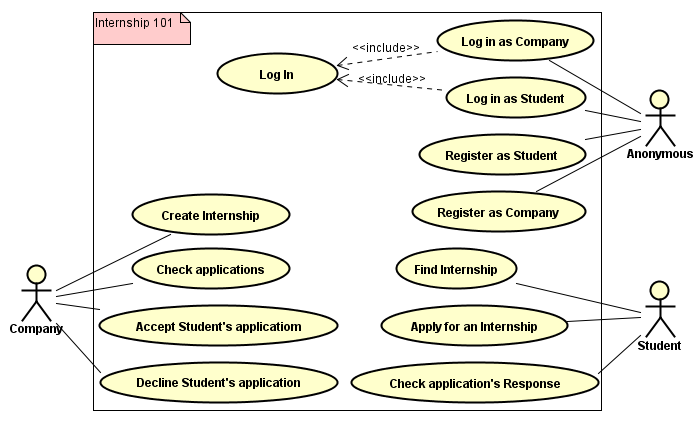 Internship 101
Log in as Company
<<include>>
Log In
<<include>>
Log in as Student
Register as Student
Anonymous
Create Internship
Register as Company
Check applications
Find Internship
Company
Accept Student's applicatiom
Apply for an Internship
Student
Decline Student's application
Check application's Response